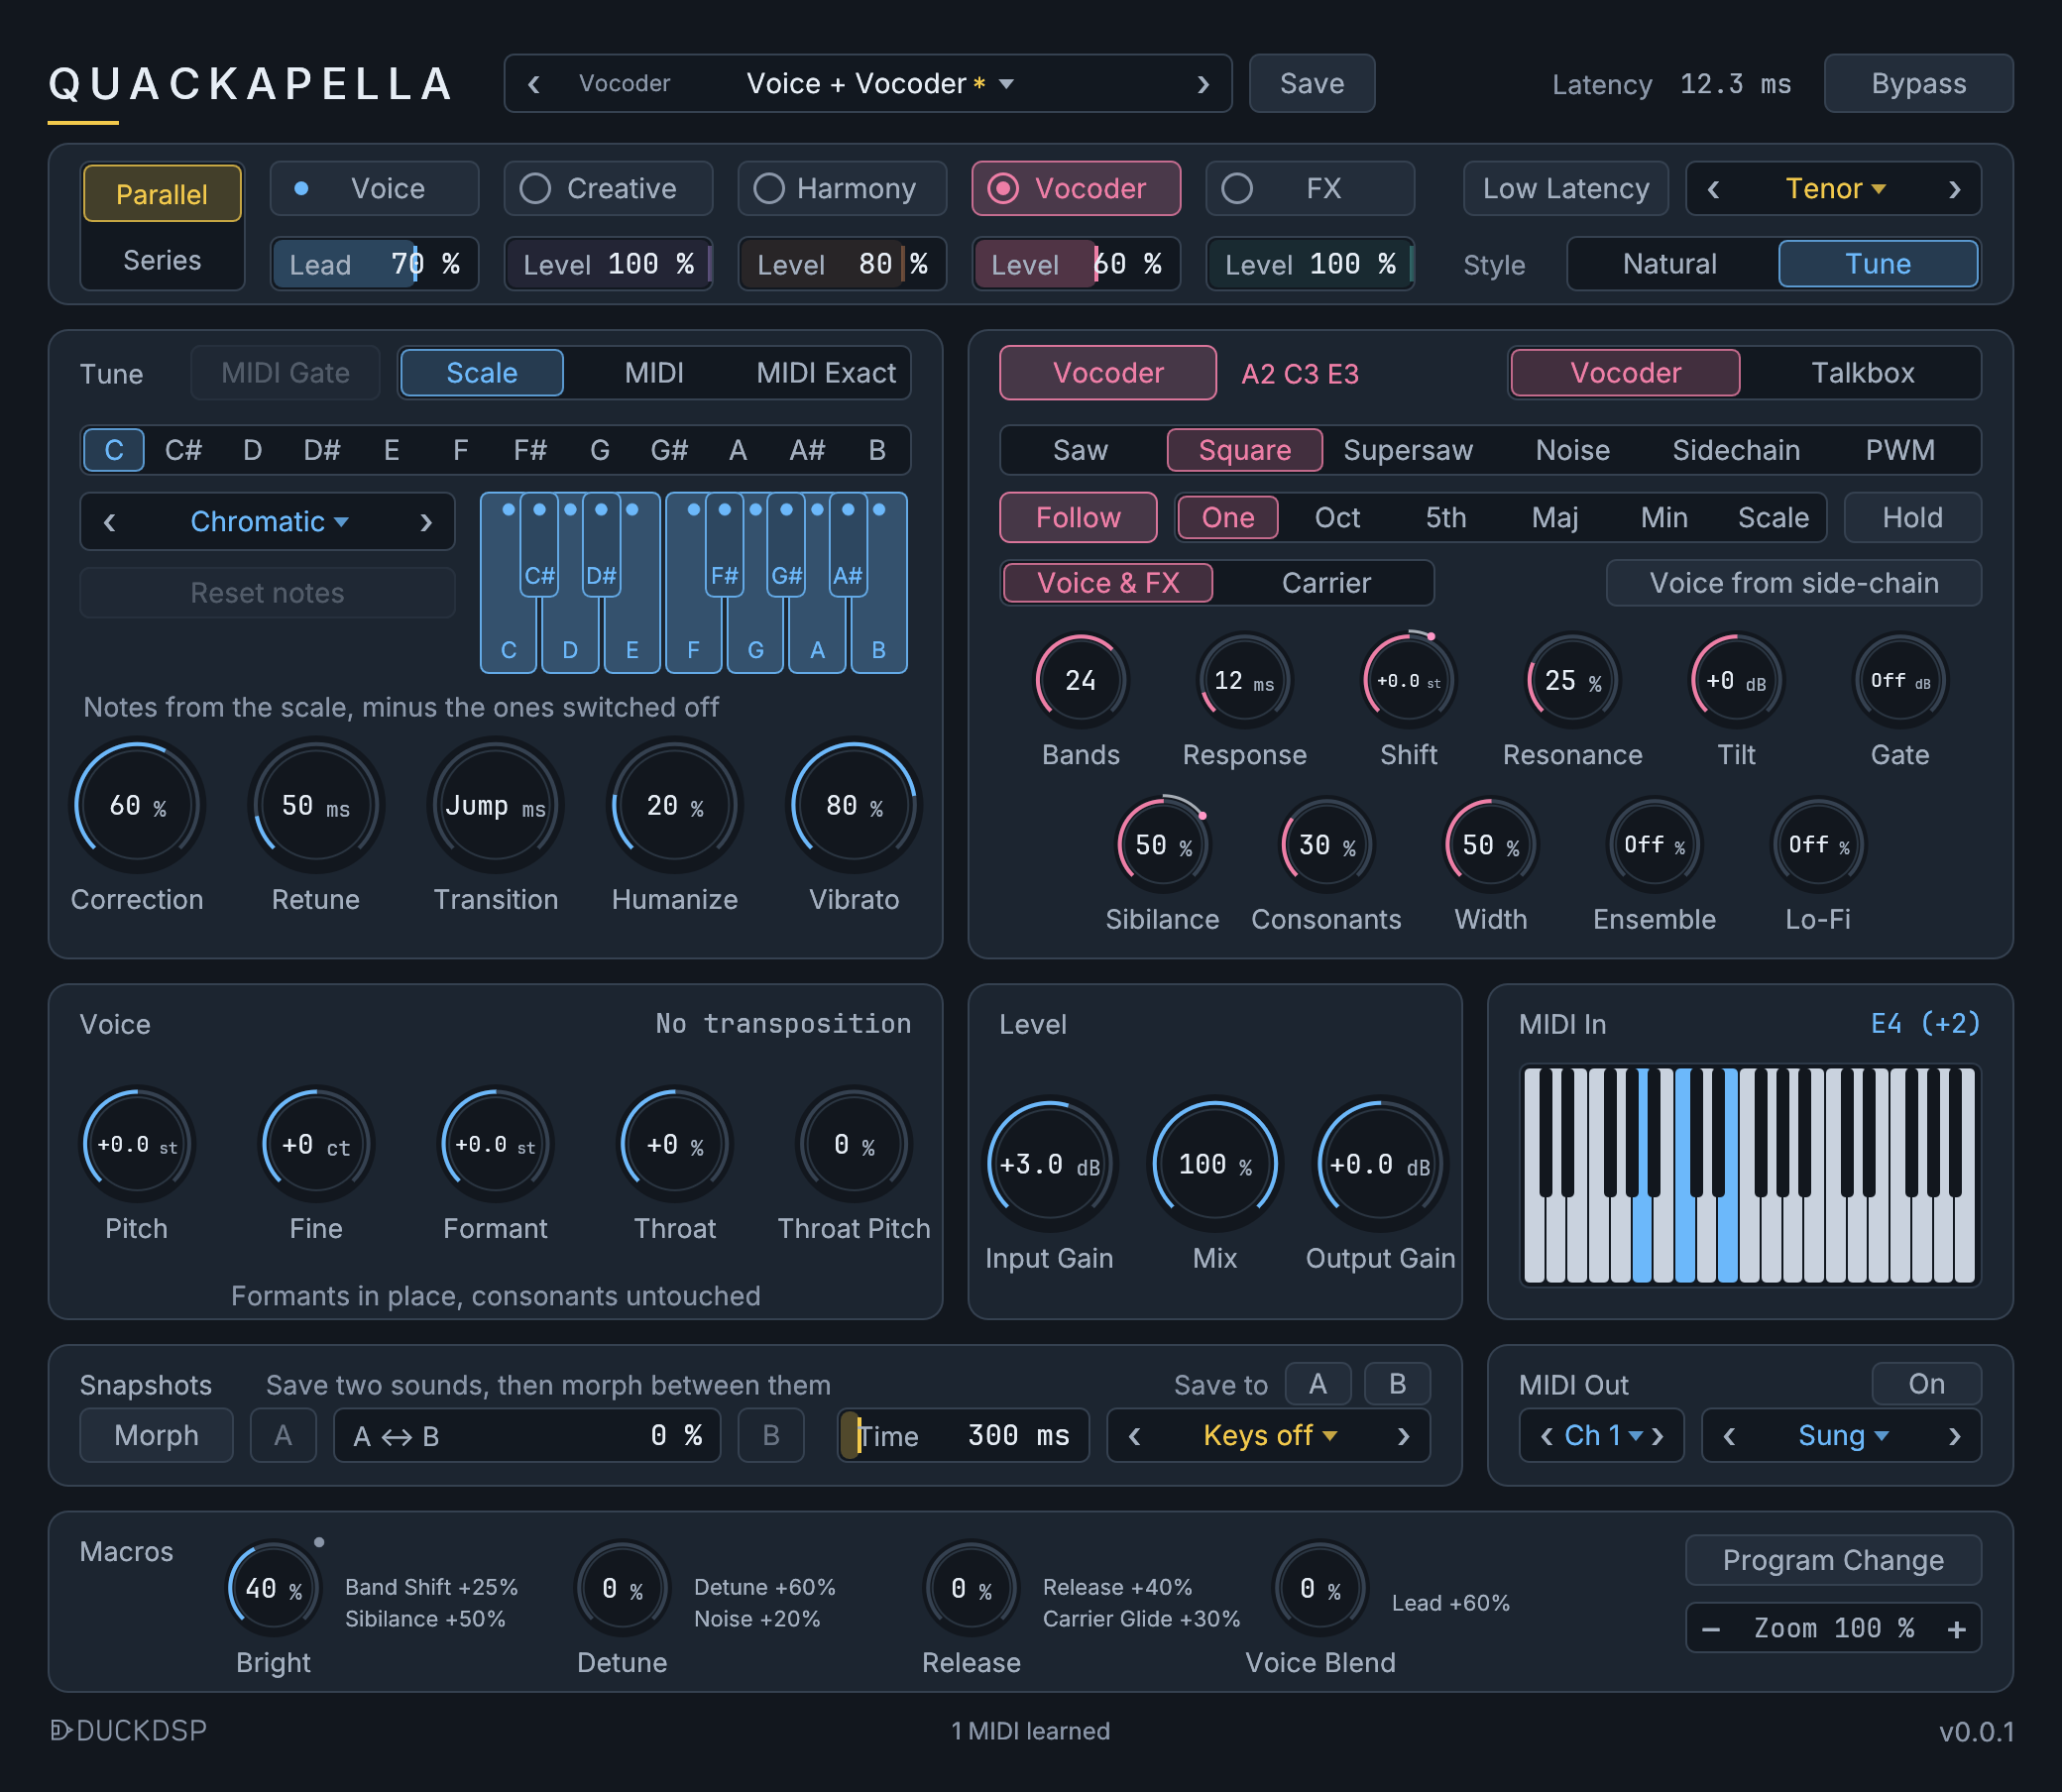 QUACKAPELLA
‹ Vocoder Voice + Vocoder * ›
Save
Latency 12.3 ms
Bypass
Parallel
Voice
Creative
Harmony
Vocoder
FX
Low Latency
‹ Tenor ›
Series
Lead 70 %
Level 100 %
Level 80 %
Level 60 %
Level 100 %
Style
Natural
Tune
Tune
MIDI Gate
Scale
MIDI
MIDI Exact
C C# D D# E F F# G G# A A# B
‹ Chromatic ›
Reset notes
C# D# F# G# A#
C D E F G A B
Notes from the scale, minus the ones switched off
60 %
50 ms
Jump ms
20 %
80 %
Correction
Retune
Transition
Humanize
Vibrato
Vocoder
A2 C3 E3
Vocoder
Talkbox
Saw
Square
Supersaw
Noise
Sidechain
PWM
Follow
One
Oct
5th
Maj
Min
Scale
Hold
Voice & FX
Carrier
Voice from side-chain
24
12 ms
+0.0 st
25 %
+0 dB
Off dB
Bands
Response
Shift
Resonance
Tilt
Gate
50 %
30 %
50 %
Off %
Off %
Sibilance
Consonants
Width
Ensemble
Lo-Fi
Voice
No transposition
+0.0 st
+0 ct
+0.0 st
+0 %
0 %
Pitch
Fine
Formant
Throat
Throat Pitch
Formants in place, consonants untouched
Level
+3.0 dB
100 %
+0.0 dB
Input Gain
Mix
Output Gain
MIDI In
E4 (+2)
Snapshots
Save two sounds, then morph between them
Save to
A
B
Morph
A
A ↔ B 0 %
B
Time 300 ms
‹ Keys off ›
MIDI Out
On
‹ Ch 1 ›
‹ Sung ›
Macros
40 %
Bright
Band Shift +25%
Sibilance +50%
0 %
Detune
Detune +60%
Noise +20%
0 %
Release
Release +40%
Carrier Glide +30%
0 %
Voice Blend
Lead +60%
Program Change
− Zoom 100 % +
DUCKDSP
1 MIDI learned
v0.0.1